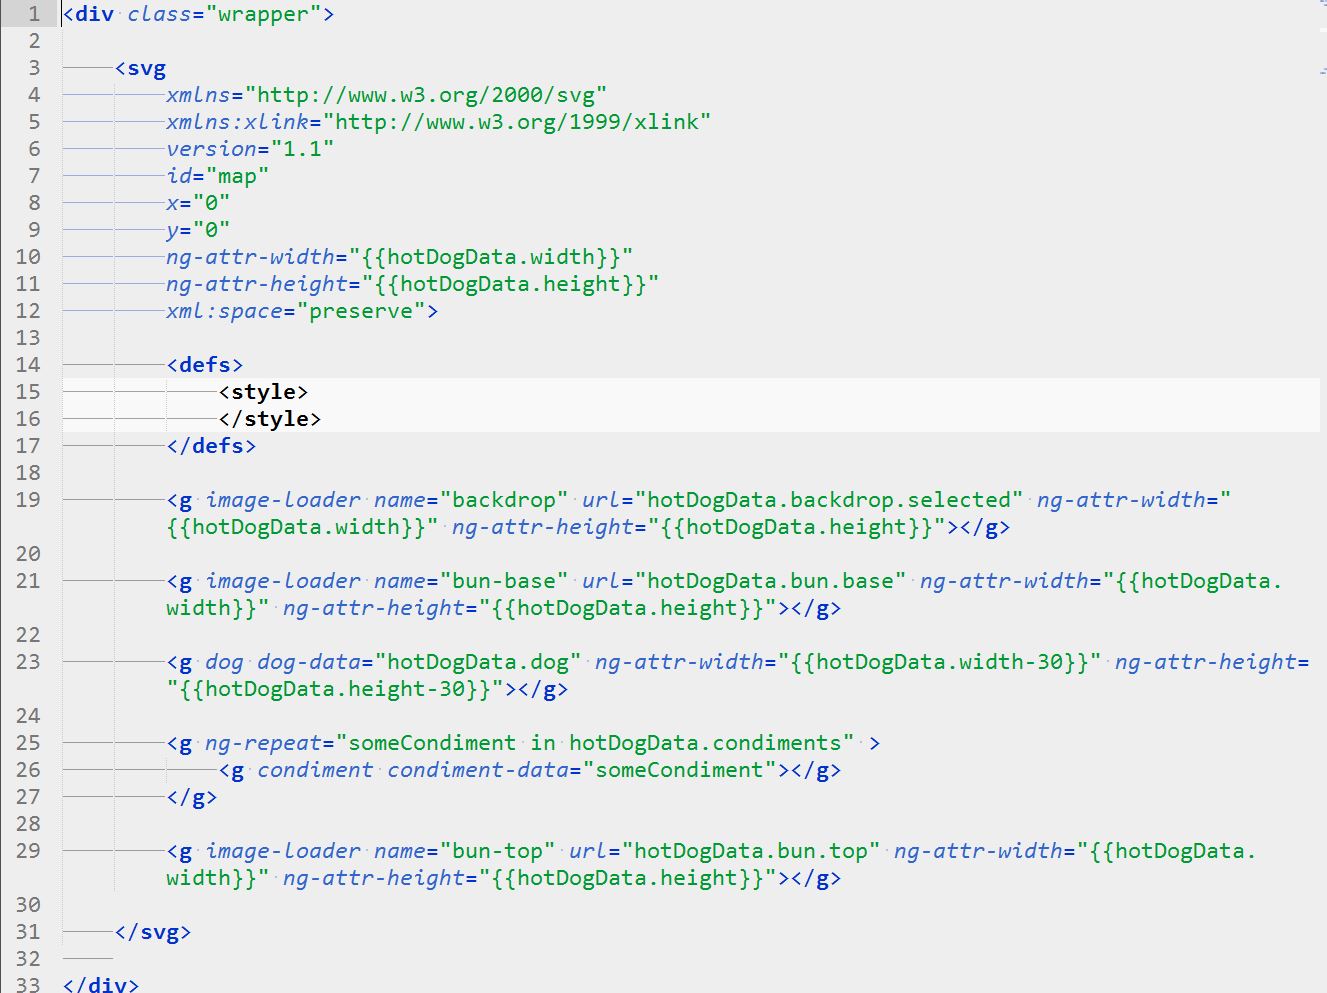 1 <div class="wrapper">
2
3 <svg
4 xmlns="http://www.w3.org/2000/svg"
5 xmlns:xlink="http://www.w3.org/1999/xlink"
6 version="1.1"
7 id="map"
8 x="0"
9 y="0"
10 ng-attr-width="{{hotDogData.width}}"
11 ng-attr-height="{{hotDogData.height}}"
12 xml:space="preserve">
13
14 <defs>
15 <style>
16 </style>
17 </defs>
18
19 <g image-loader name="backdrop" url="hotDogData.backdrop.selected" ng-attr-width="
{{hotDogData.width}}" ng-attr-height="{{hotDogData.height}}"></g>
20
21 <g image-loader name="bun-base" url="hotDogData.bun.base" ng-attr-width="{{hotDogData.
width}}" ng-attr-height="{{hotDogData.height}}"></g>
22
23 <g dog dog-data="hotDogData.dog" ng-attr-width="{{hotDogData.width-30}}" ng-attr-height=
"{{hotDogData.height-30}}"></g>
24
25 <g ng-repeat="someCondiment in hotDogData.condiments" >
26 <g condiment condiment-data="someCondiment"></g>
27 </g>
28
29 <g image-loader name="bun-top" url="hotDogData.bun.top" ng-attr-width="{{hotDogData.
width}}" ng-attr-height="{{hotDogData.height}}"></g>
30
31 </svg>
32
33 </div>